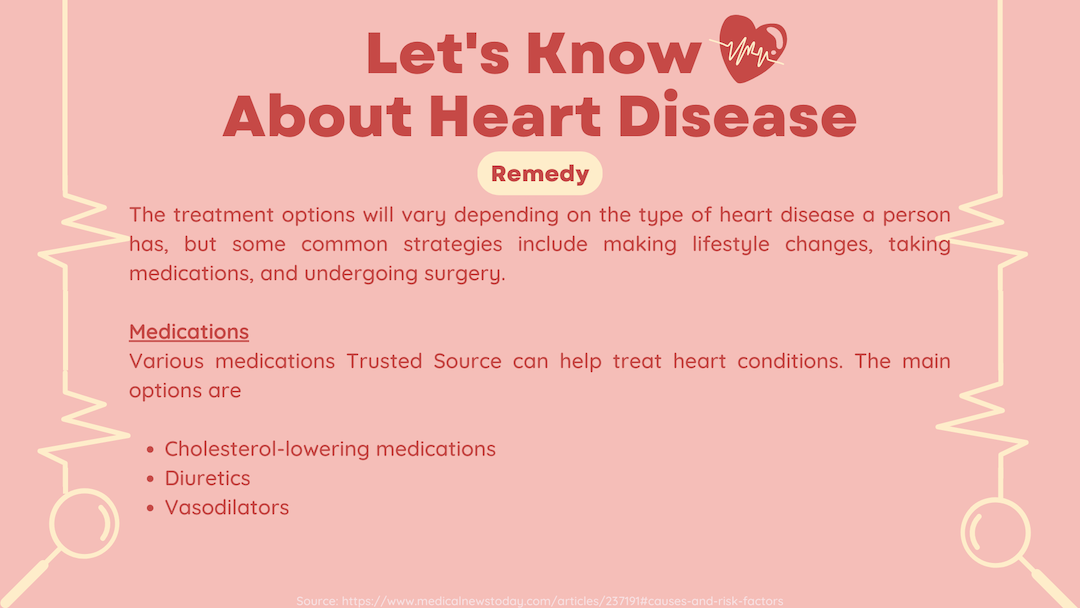 Let's Know
About Heart Disease
Remedy
The treatment options will vary depending on the type of heart disease a person
has, but some common strategies include making lifestyle changes, taking
medications, and undergoing surgery.
Medications
Various medications Trusted Source can help treat heart conditions. The main
options are
• Cholesterol-lowering medications
• Diuretics
• Vasodilators
Source: https://www.medicalnewstoday.com/articles/237191#causes-and-risk-factors